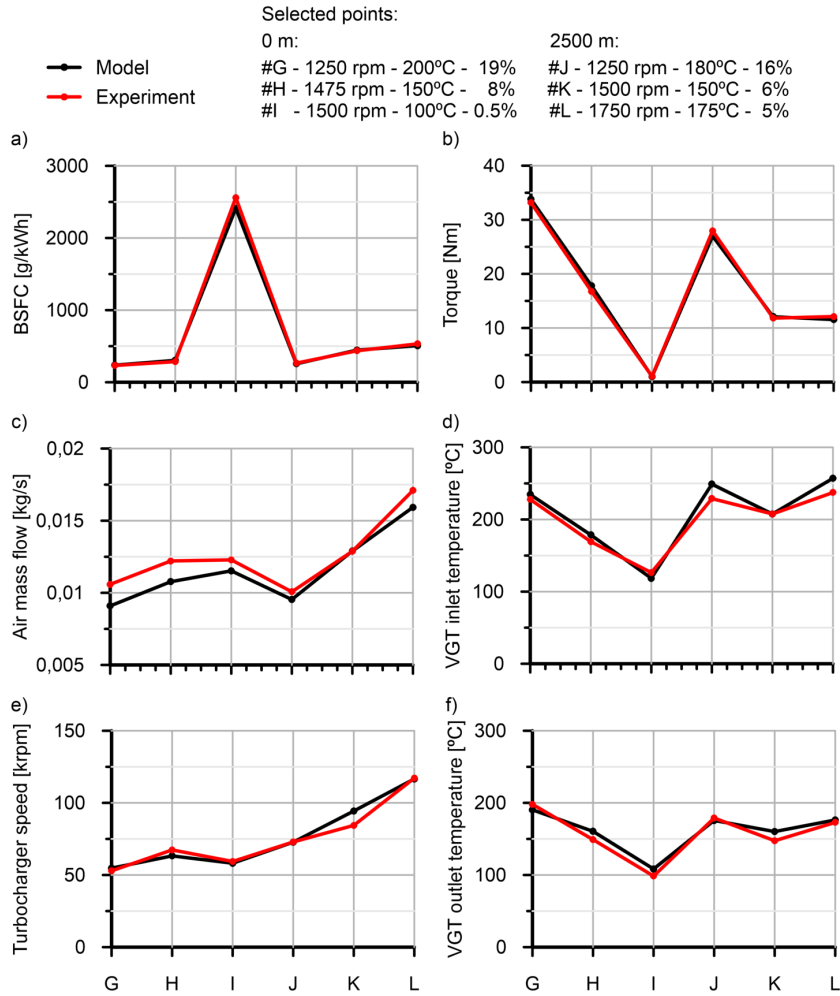 Selected points:
0 m: 2500 m:
Model #G - 1250 rpm - 200ºC - 19% #J - 1250 rpm - 180ºC - 16%
Experiment #H - 1475 rpm - 150ºC - 8% #K - 1500 rpm - 150ºC - 6%
#I - 1500 rpm - 100ºC - 0.5% #L - 1750 rpm - 175ºC - 5%
a)
BSFC [g/kWh]
3000
2000
1000
0
b)
Torque [Nm]
40
30
20
10
0
c)
Air mass flow [kg/s]
0,02
0,015
0,01
0,005
d)
VGT inlet temperature [ºC]
300
200
100
0
e)
Turbocharger speed [krpm]
150
100
50
0
G H I J K L
f)
VGT outlet temperature [ºC]
300
200
100
0
G H I J K L